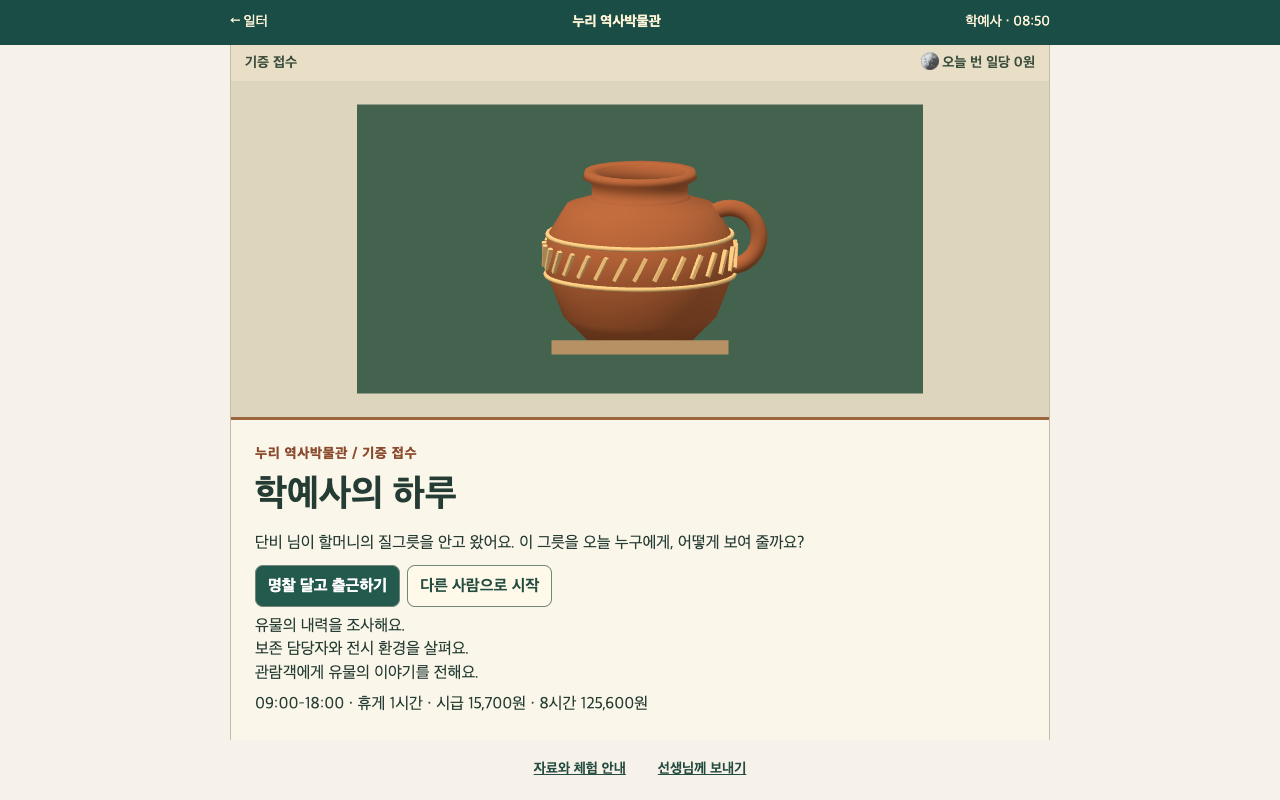 ← 일터
누리 역사박물관
학예사 · 08:50
기증 접수
오늘 번 일당 0원
누리 역사박물관 / 기증 접수
학예사의 하루
단비 님이 할머니의 질그릇을 안고 왔어요. 이 그릇을 오늘 누구에게, 어떻게 보여 줄까요?
명찰 달고 출근하기
다른 사람으로 시작
유물의 내력을 조사해요.
보존 담당자와 전시 환경을 살펴요.
관람객에게 유물의 이야기를 전해요.
09:00-18:00 · 휴게 1시간 · 시급 15,700원 · 8시간 125,600원
자료와 체험 안내
선생님께 보내기